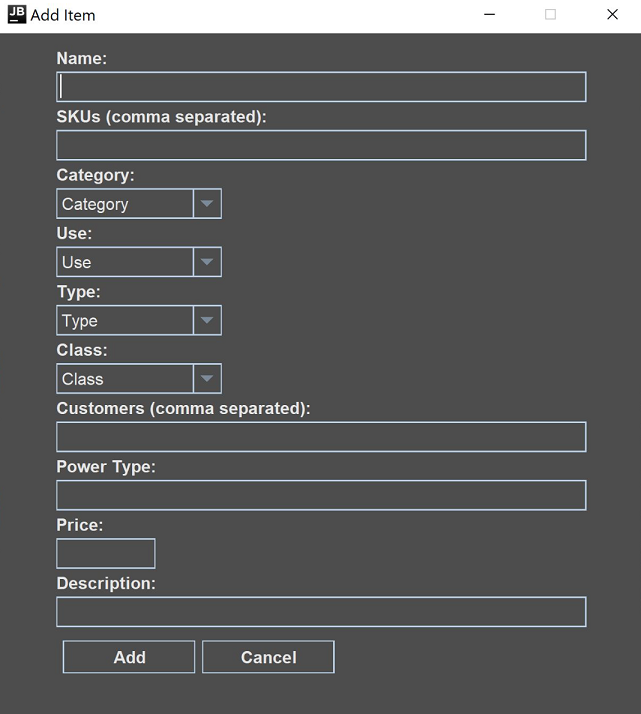 JB Add Item
Name:
SKUs (comma separated):
Category:
Category
Use:
Use
Type:
Type
Class:
Class
Customers (comma separated):
Power Type:
Price:
Description:
Add Cancel